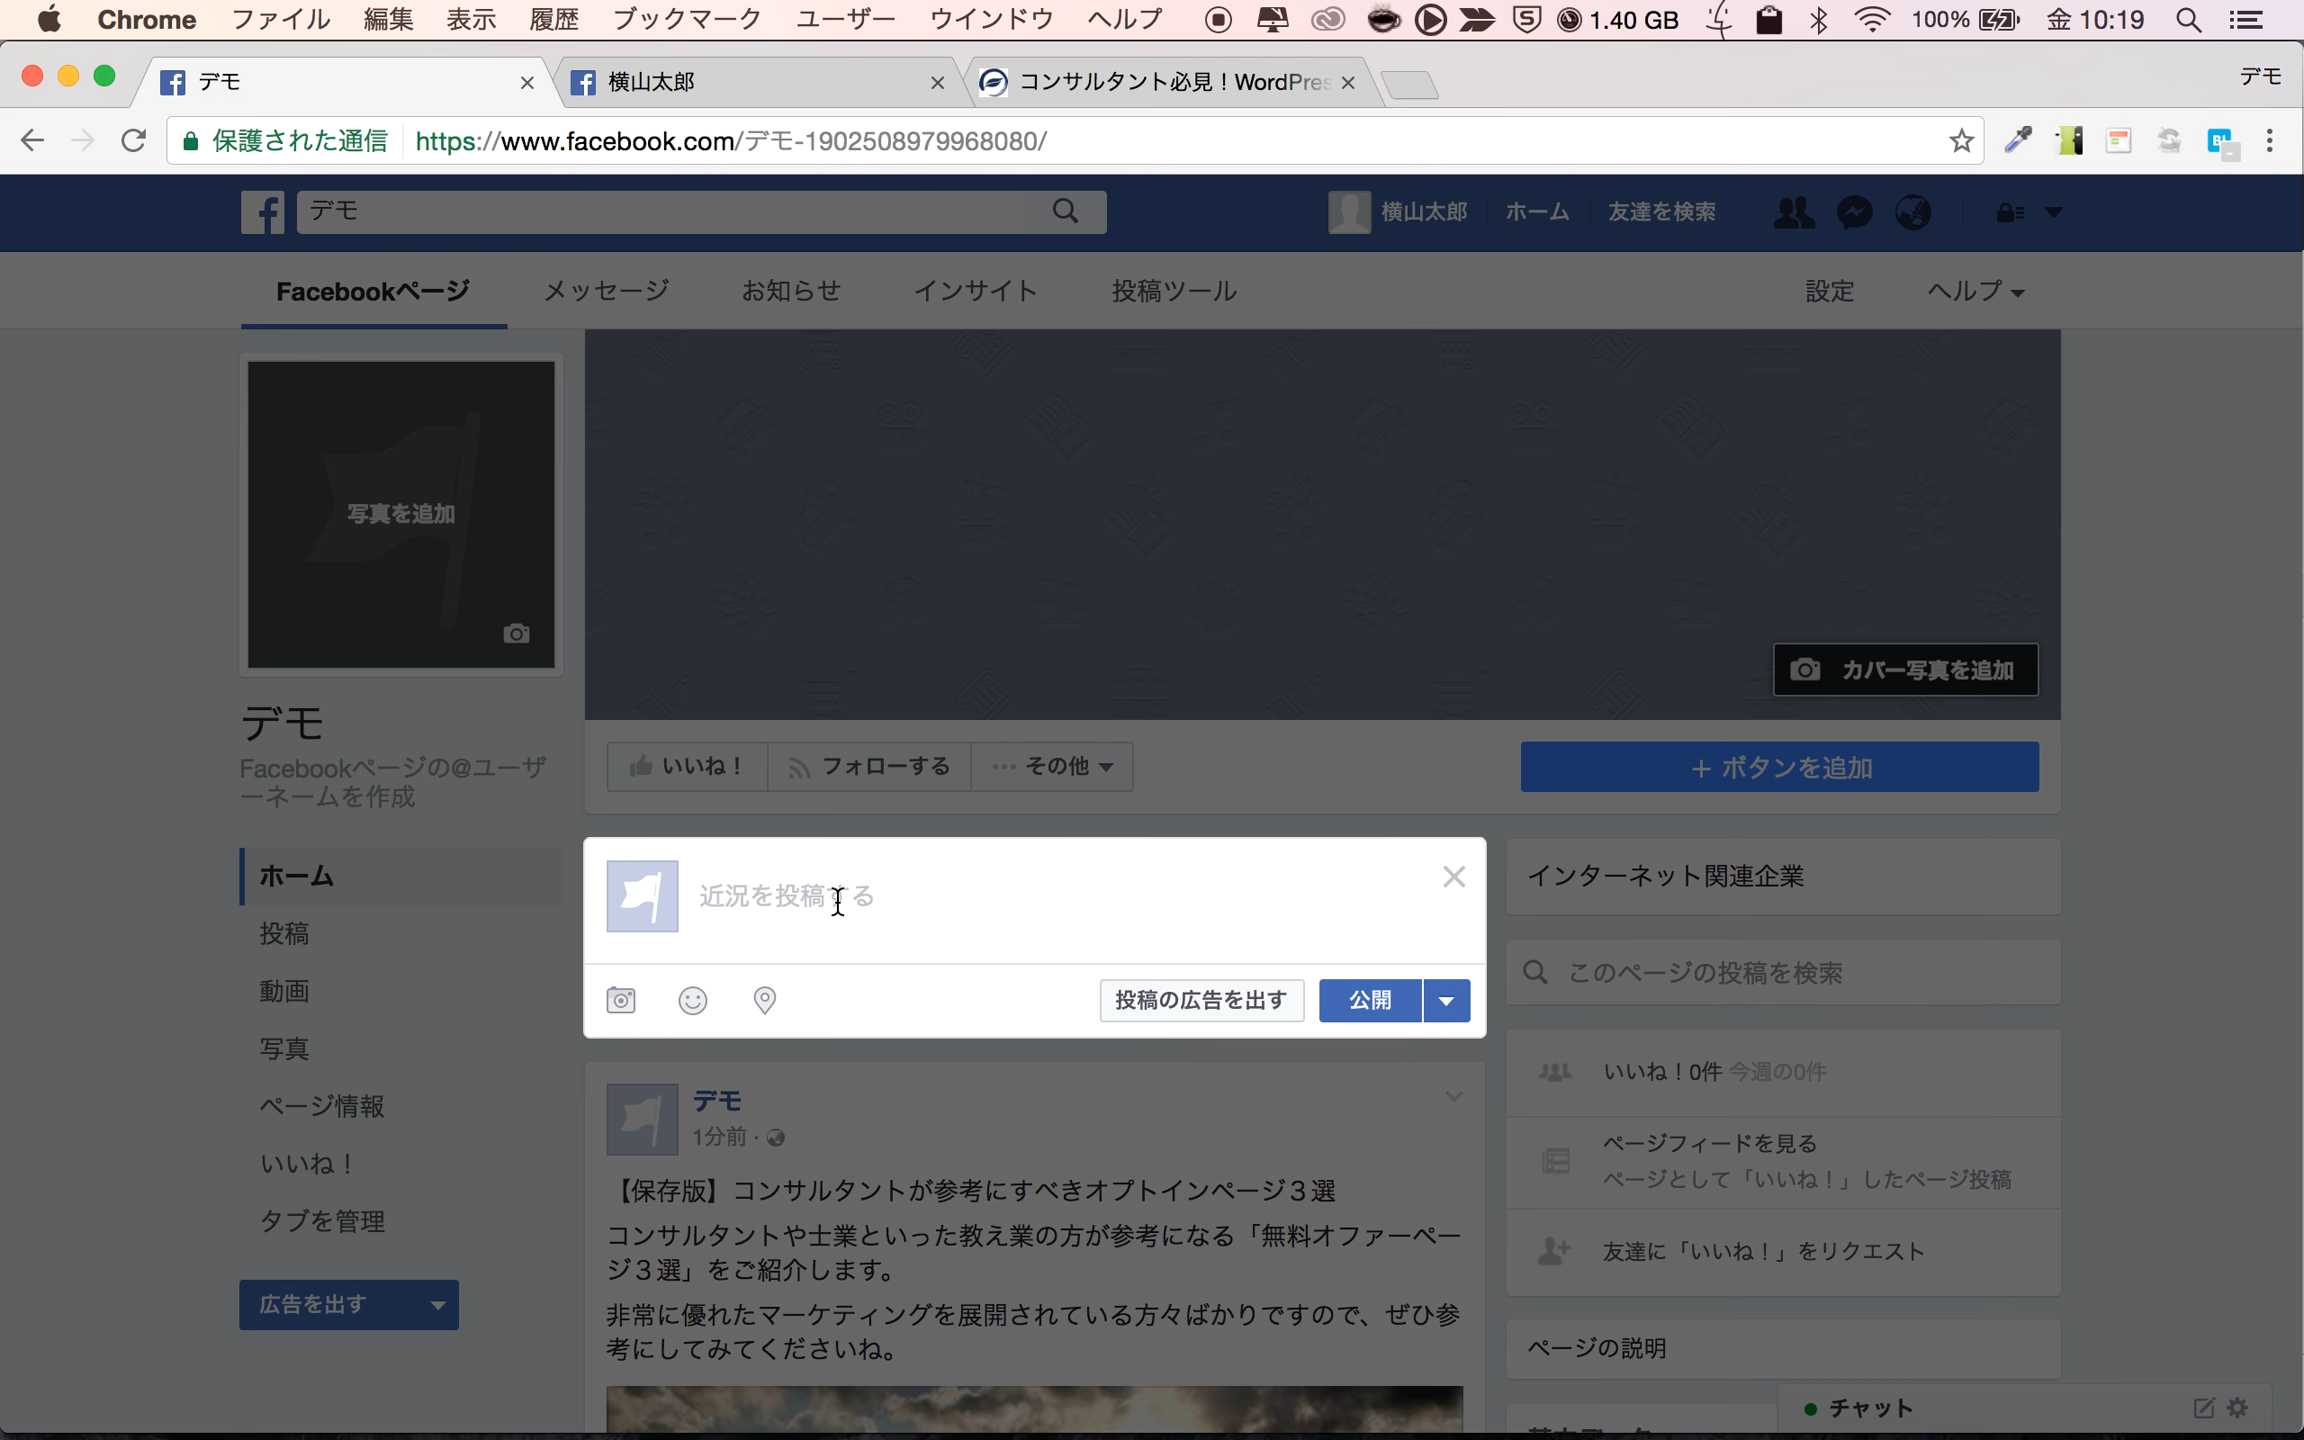 Chrome ファイル 編集 表示 履歴 ブックマーク ユーザー ウインドウ ヘルプ 1.40 GB 100% 金 10:19
デモ 横山太郎 コンサルタント必見！WordPres デモ
保護された通信 https://www.facebook.com/デモ-1902508979968080/
デモ 横山太郎 ホーム 友達を検索
Facebookページ メッセージ お知らせ インサイト 投稿ツール 設定 ヘルプ
写真を追加
カバー写真を追加
デモ
Facebookページの@ユーザ
ーネームを作成
いいね！ フォローする その他 + ボタンを追加
ホーム
投稿
動画
写真
ページ情報
いいね！
タブを管理
広告を出す
近況を投稿する
投稿の広告を出す 公開
デモ
1分前
【保存版】コンサルタントが参考にすべきオプトインページ３選
コンサルタントや士業といった教え業の方が参考になる「無料オファーペー
ジ３選」をご紹介します。
非常に優れたマーケティングを展開されている方々ばかりですので、ぜひ参
考にしてみてくださいね。
インターネット関連企業
このページの投稿を検索
いいね！0件 今週の0件
ページフィードを見る
ページとして「いいね！」したページ投稿
友達に「いいね！」をリクエスト
ページの説明
チャット